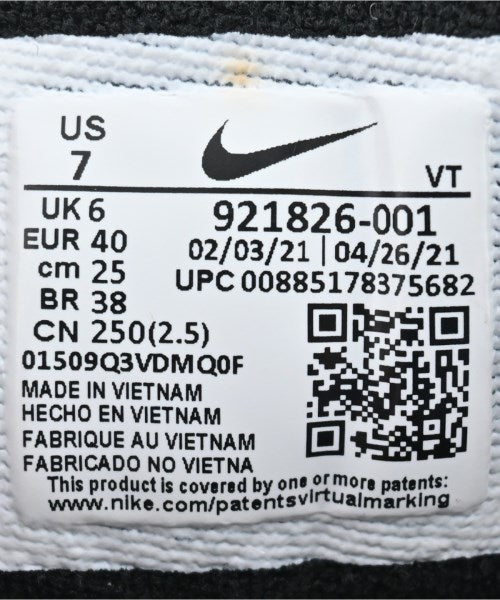 US
7
VT
UK 6
EUR 40
cm 25
BR 38
CN 250(2.5)
921826-001
02/03/21 | 04/26/21
UPC 00885178375682
01509Q3VDMQ0F
MADE IN VIETNAM
HECHO EN VIETNAM
FABRIQUE AU VIETNAM
FABRICADO NO VIETNA
This product is covered by one or more patents:
www.nike.com/patentsvirtualmarking